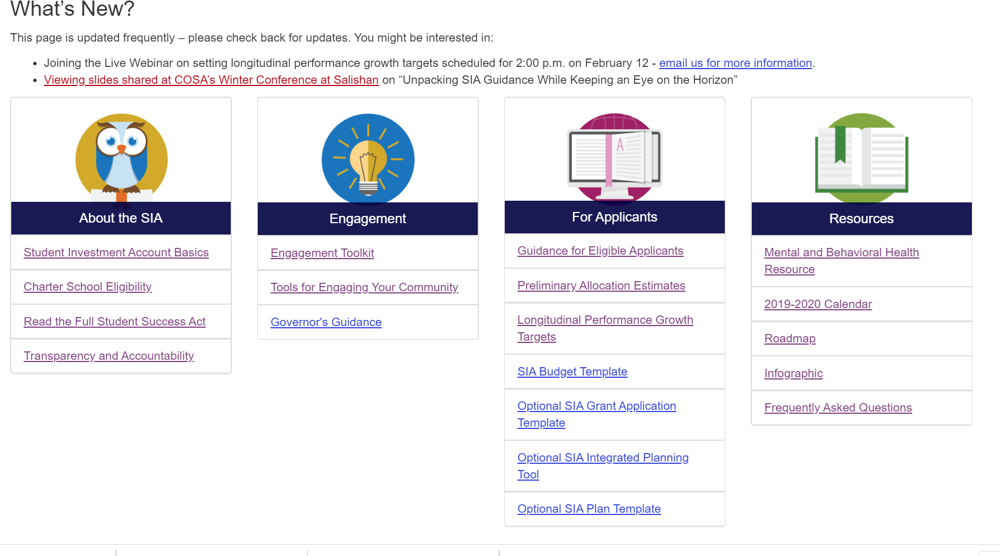 What’s New?
This page is updated frequently – please check back for updates. You might be interested in:
• Joining the Live Webinar on setting longitudinal performance growth targets scheduled for 2:00 p.m. on February 12 - email us for more information.
• Viewing slides shared at COSA’s Winter Conference at Salishan on “Unpacking SIA Guidance While Keeping an Eye on the Horizon”
About the SIA
Student Investment Account Basics
Charter School Eligibility
Read the Full Student Success Act
Transparency and Accountability
Engagement
Engagement Toolkit
Tools for Engaging Your Community
Governor's Guidance
A
For Applicants
Guidance for Eligible Applicants
Preliminary Allocation Estimates
Longitudinal Performance Growth
Targets
SIA Budget Template
Optional SIA Grant Application
Template
Optional SIA Integrated Planning
Tool
Optional SIA Plan Template
Resources
Mental and Behavioral Health
Resource
2019-2020 Calendar
Roadmap
Infographic
Frequently Asked Questions